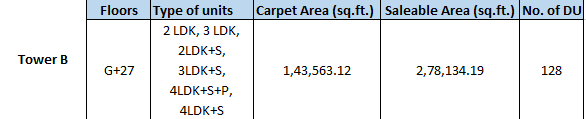 Floors Type of units Carpet Area (sq.ft.) Saleable Area (sq.ft.) No. of DU
Tower B G+27 2 LDK, 3 LDK, 1,43,563.12 2,78,134.19 128
2LDK+S,
3LDK+S,
4LDK+S+P,
4LDK+S